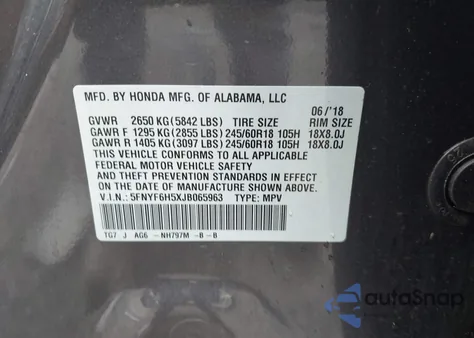 MFD. BY HONDA MFG. OF ALABAMA, LLC
06/'18
GVWR 2650 KG(5842 LBS) TIRE SIZE RIM SIZE
GAWR F 1295 KG(2855 LBS) 245/60R18 105H 18X8.0J
GAWR R 1405 KG(3097 LBS) 245/60R18 105H 18X8.0J
THIS VEHICLE CONFORMS TO ALL APPLICABLE
FEDERAL MOTOR VEHICLE SAFETY
AND THEFT PREVENTION STANDARDS IN EFFECT
ON THE DATE OF MANUFACTURE SHOWN ABOVE.
V.I.N.: 5FNYF6H5XJB065963 TYPE: MPV
TG7 J AG6 -NH797M -B -B
autoSnap